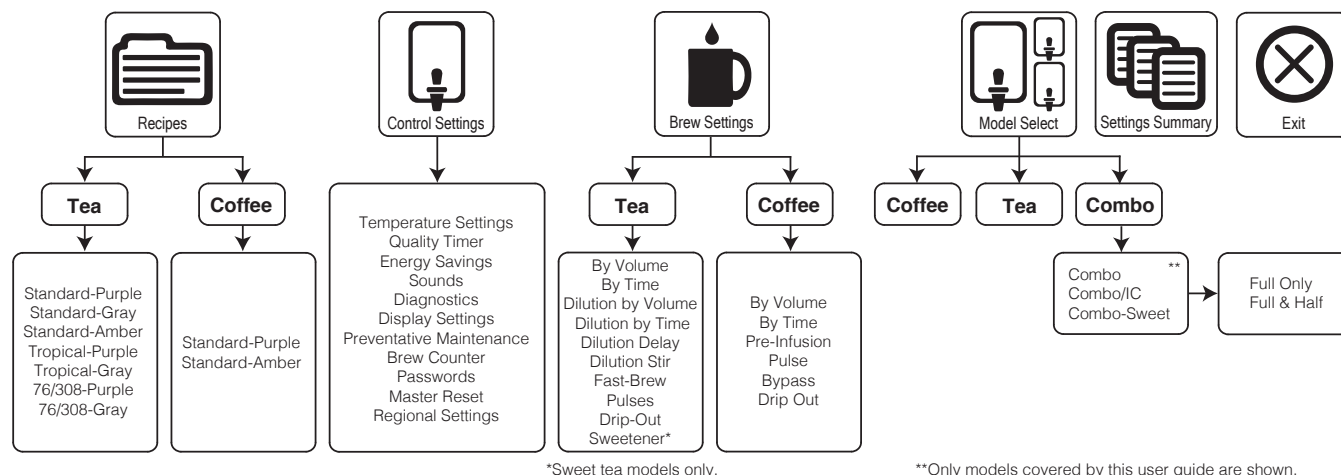 Recipes
Control Settings
Brew Settings
Model Select
Settings Summary
Exit
Tea
Coffee
Tea
Coffee
Coffee
Tea
Combo
Standard-Purple
Standard-Gray
Standard-Amber
Tropical-Purple
Tropical-Gray
76/308-Purple
76/308-Gray
Standard-Purple
Standard-Amber
Temperature Settings
Quality Timer
Energy Savings
Sounds
Diagnostics
Display Settings
Preventative Maintenance
Brew Counter
Passwords
Master Reset
Regional Settings
By Volume
By Time
Dilution by Volume
Dilution by Time
Dilution Delay
Dilution Stir
Fast-Brew
Pulses
Drip-Out
Sweetener*
By Volume
By Time
Pre-Infusion
Pulse
Bypass
Drip Out
Combo **
Combo/IC
Combo-Sweet
Full Only
Full & Half
*Sweet tea models only.
**Only models covered by this user guide are shown.